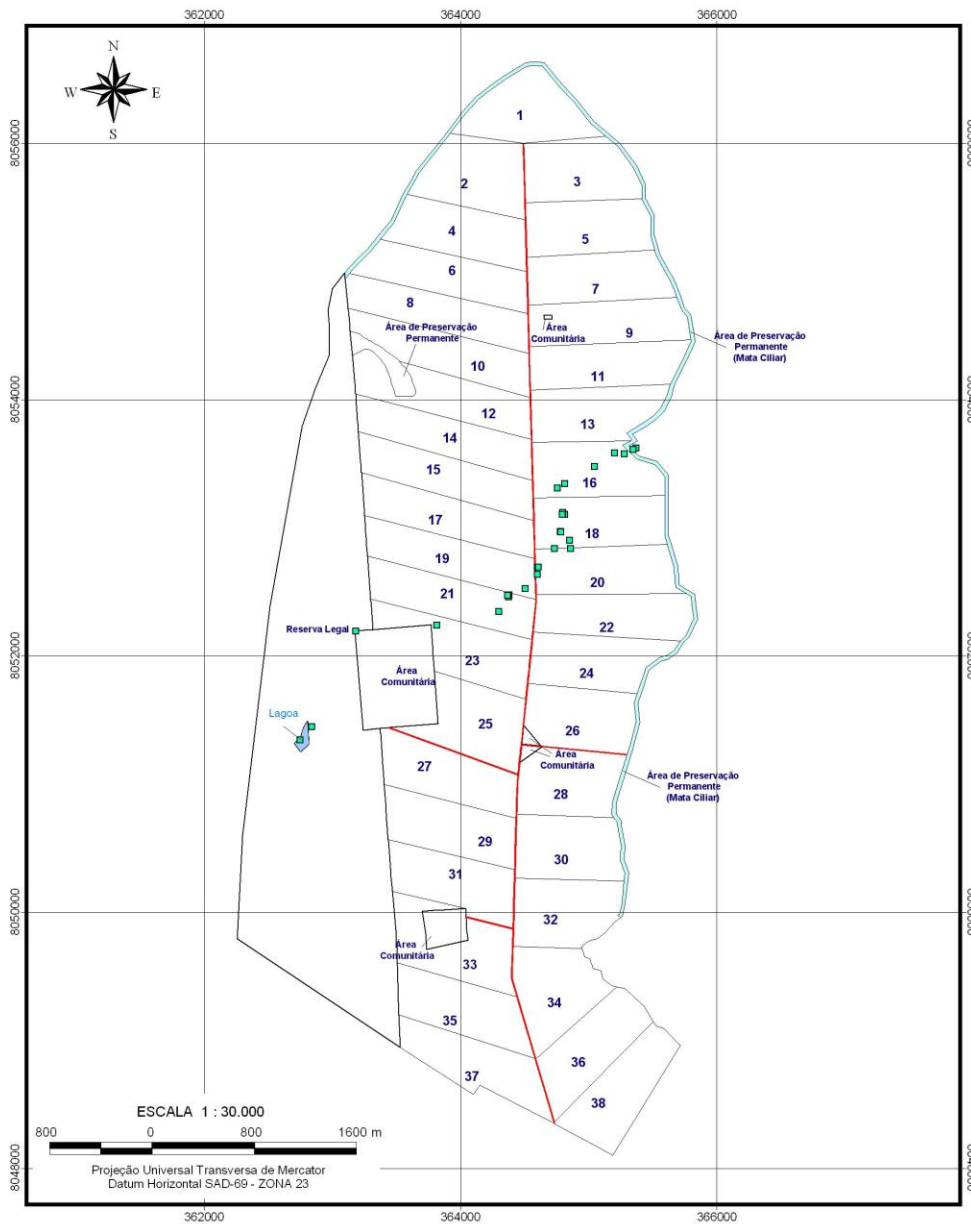 362000
364000
366000
N
W
E
S
8056000
8056000
1
2
3
4
5
6
7
8
9
Área de Preservação
Permanente
Área
Comunitária
Área de Preservação
Permanente
(Mata Ciliar)
10
11
8054000
8054000
12
13
14
15
16
17
18
19
20
21
Reserva Legal
22
8052000
8052000
23
Área
Comunitária
24
Lagoa
25
26
Área
Comunitária
27
Área de Preservação
Permanente
(Mata Ciliar)
28
29
30
31
8050000
8050000
32
Área
Comunitária
33
34
35
36
37
38
ESCALA 1 : 30.000
800
0
800
1600 m
Projeção Universal Transversa de Mercator
Datum Horizontal SAD-69 - ZONA 23
8048000
8048000
362000
364000
366000